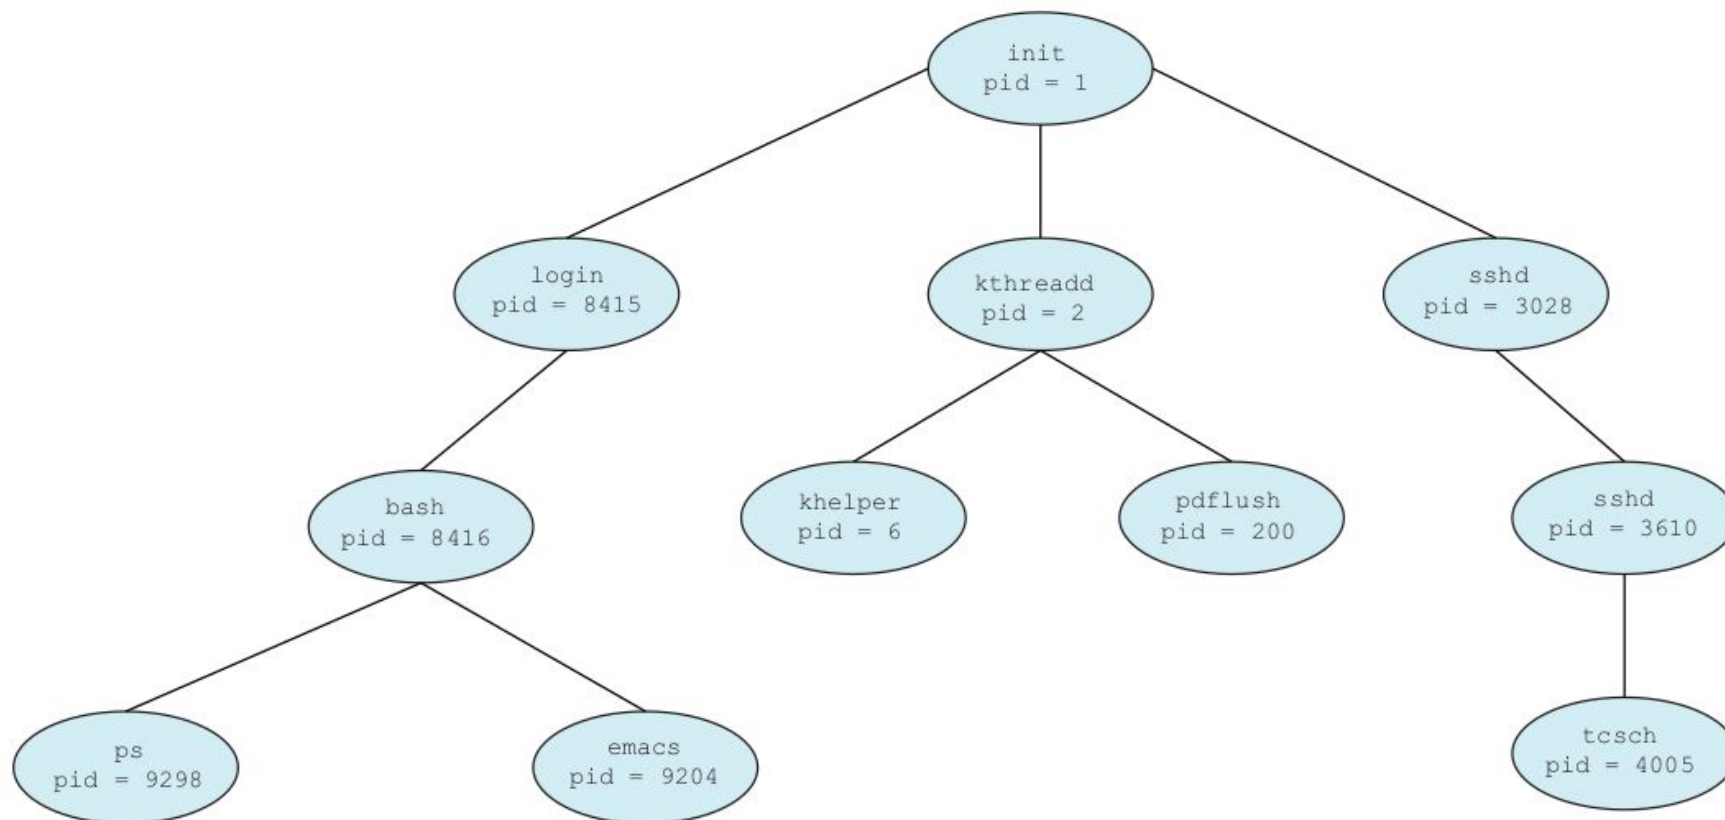 init
pid = 1
login
pid = 8415
kthreadd
pid = 2
sshd
pid = 3028
bash
pid = 8416
khelper
pid = 6
pdflush
pid = 200
sshd
pid = 3610
ps
pid = 9298
emacs
pid = 9204
tcsch
pid = 4005